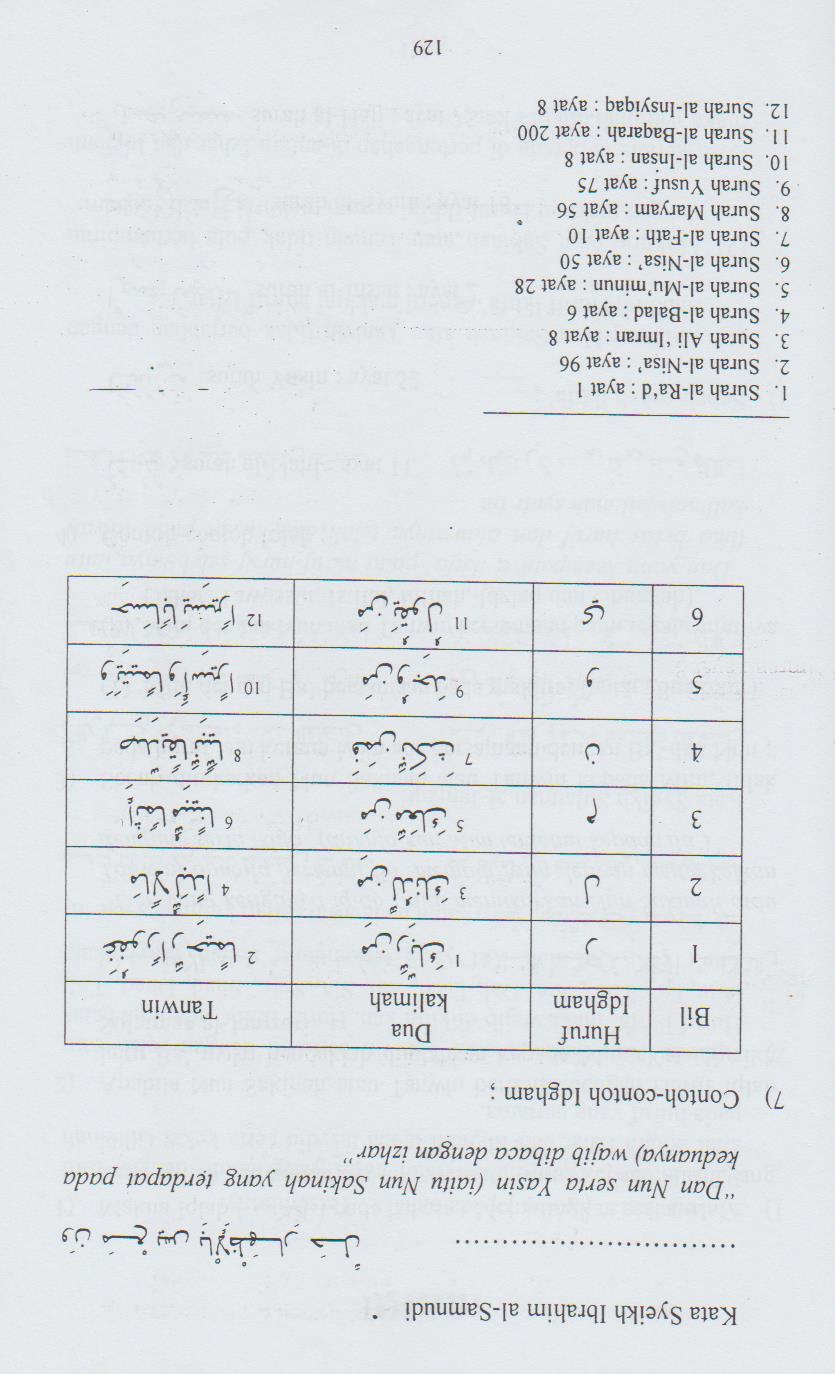 Kata Syeikh Ibrahim al-Samnudi
.............................. وَن مَــعْ يس بِالْإِظْهَـارِ حَـلَّ
“Dan Nun serta Yasin (iaitu Nun Sakinah yang terdapat pada
keduanya) wajib dibaca dengan izhar”
7) Contoh-contoh Idgham :
Bil Huruf Idgham Dua kalimah Tanwin
1 ر مِن رَّبِّكَ غَفُورًا رَّحِيمًا 2
2 ل مِن لَّدُنكَ 3 مَالًا لُّبَدًا 4
3 م مَن مَّعَكَ 5 إِثْمًا مُّبِينًا 6
4 ن فَمَن نَّكَثَ 7 صِدِّيقًا نَّبِيًّا 8
5 و مَن وُجِدَ 9 وَيَتِيمًا وَأَسِيرًا 10
6 ي مَن يَقُولُ 11 حِسَابًا يَسِيرًا 12
1. Surah al-Ra‘d : ayat 1
2. Surah al-Nisa’ : ayat 96
3. Surah Ali ‘Imran : ayat 8
4. Surah al-Balad : ayat 6
5. Surah al-Mu’minun : ayat 28
6. Surah al-Nisa’ : ayat 50
7. Surah al-Fath : ayat 10
8. Surah Maryam : ayat 56
9. Surah Yusuf : ayat 75
10. Surah al-Insan : ayat 8
11. Surah al-Baqarah : ayat 200
12. Surah al-Insyiqaq : ayat 8
129